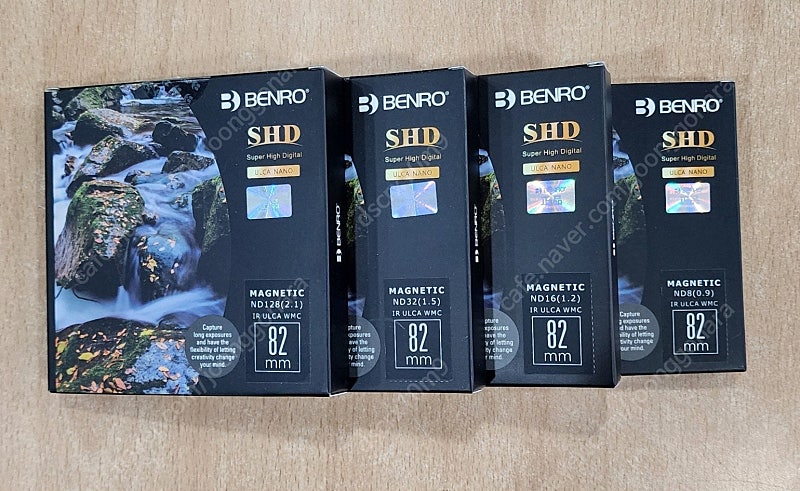 BENRO®
SHD
Super High Digital
ULCA NANO
MAGNETIC
ND128(2.1)
IR ULCA WMC
82
mm
Capture
long exposures
and have the
flexibility of letting
creativity change
your mind.
BENRO
BENRO®
SHD
Super High Digital
ULCA NANO
MAGNETIC
ND32(1.5)
IR ULCA WMC
82
mm
BENRO
BENRO®
SHD
Super High Digital
ULCA NANO
MAGNETIC
ND16(1.2)
IR ULCA WMC
82
mm
BENRO®
SHD
Super High Digital
ULCA NANO
MAGNETIC
ND8(0.9)
IR ULCA WMC
82
mm